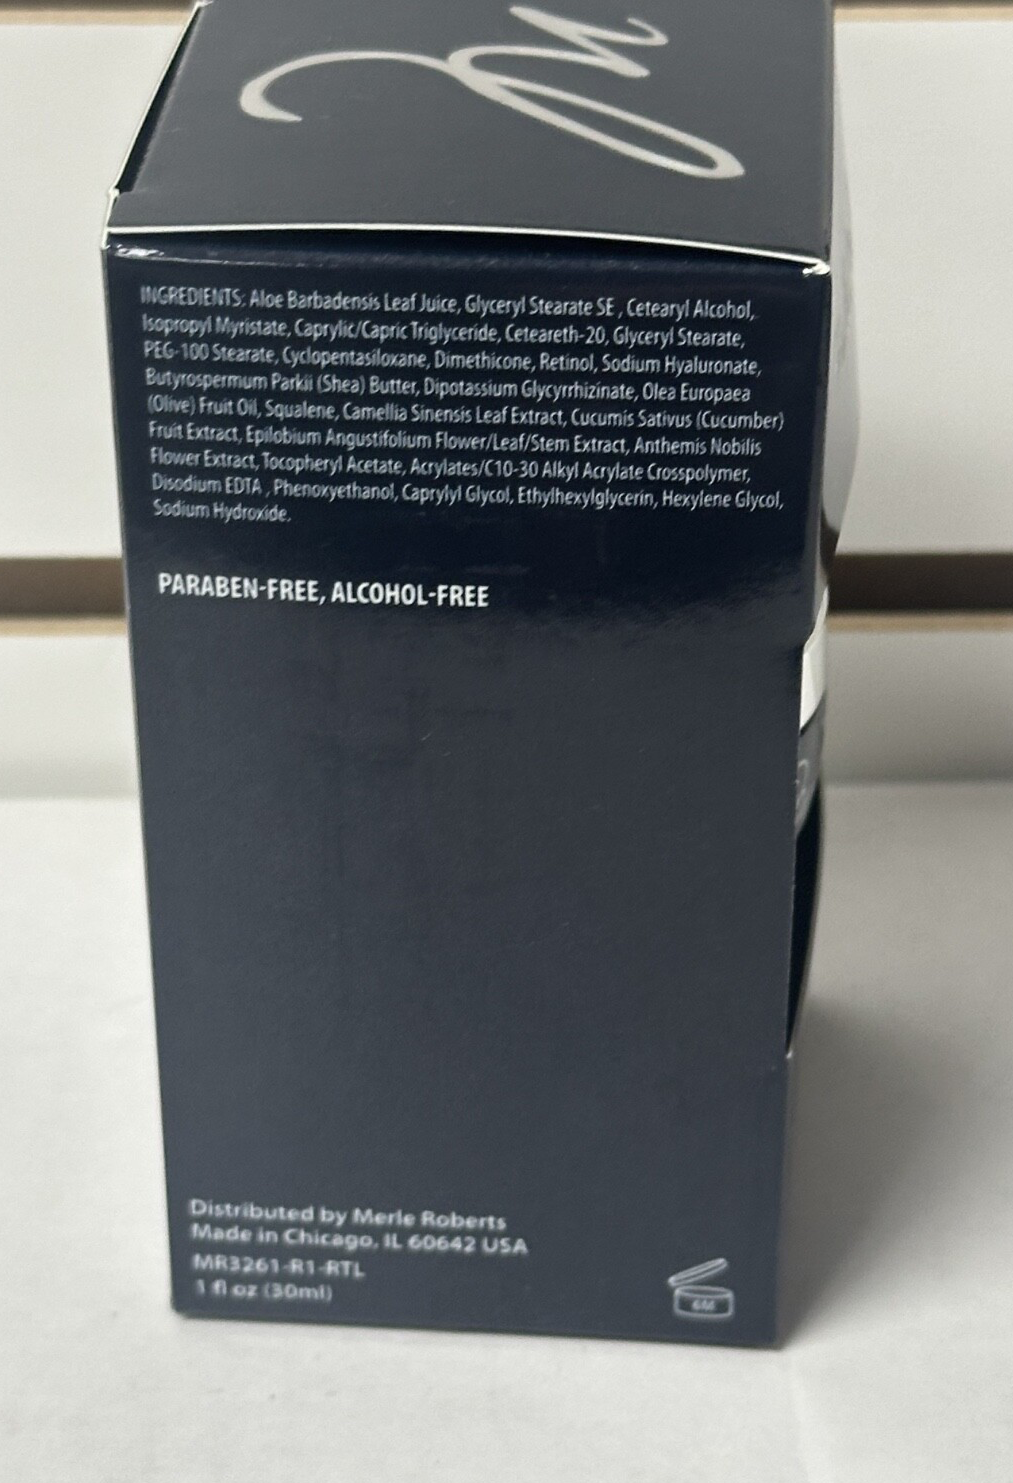 INGREDIENTS: Aloe Barbadensis Leaf Juice, Glyceryl Stearate SE , Cetearyl Alcohol,
Isopropyl Myristate, Caprylic/Capric Triglyceride, Ceteareth-20, Glyceryl Stearate,
PEG-100 Stearate, Cyclopentasiloxane, Dimethicone, Retinol, Sodium Hyaluronate,
Butyrospermum Parkii (Shea) Butter, Dipotassium Glycyrrhizinate, Olea Europaea
(Olive) Fruit Oil, Squalene, Camellia Sinensis Leaf Extract, Cucumis Sativus (Cucumber)
Fruit Extract, Epilobium Angustifolium Flower/Leaf/Stem Extract, Anthemis Nobilis
Flower Extract, Tocopheryl Acetate, Acrylates/C10-30 Alkyl Acrylate Crosspolymer,
Disodium EDTA , Phenoxyethanol, Caprylyl Glycol, Ethylhexylglycerin, Hexylene Glycol,
Sodium Hydroxide.
PARABEN-FREE, ALCOHOL-FREE
Distributed by Merle Roberts
Made in Chicago, IL 60642 USA
MR3261-R1-RTL
1 fl oz (30ml)
6M